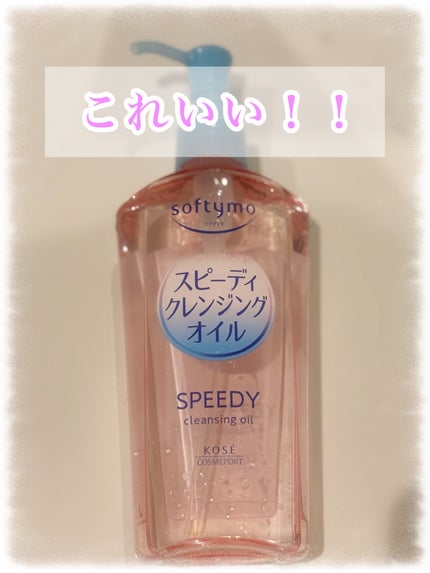 これいい！！
softymo
ソフティモ
スピーディ
クレンジング
オイル
SPEEDY
cleansing oil
KOSÉ
COSMEPORT